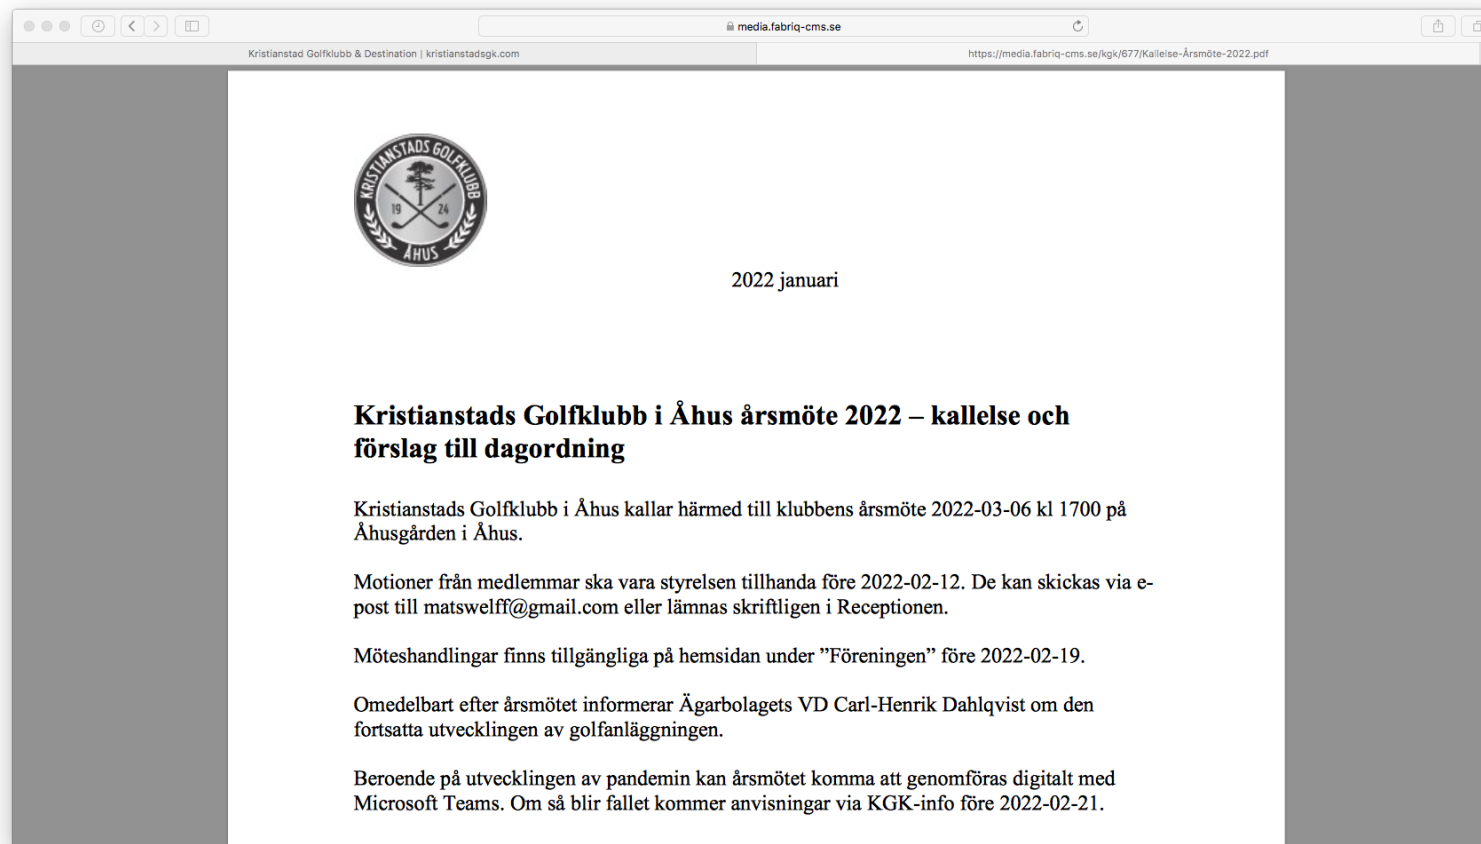 media.fabriq-cms.se
Kristianstad Golfklubb & Destination | kristianstadsgk.com
https://media.fabriq-cms.se/kgk/677/Kallelse-Årsmöte-2022.pdf
KRISTIANSTADS GOLFKLUBB
19 24
ÅHUS
2022 januari
Kristianstads Golfklubb i Åhus årsmöte 2022 – kallelse och
förslag till dagordning
Kristianstads Golfklubb i Åhus kallar härmed till klubbens årsmöte 2022-03-06 kl 1700 på
Åhusgården i Åhus.
Motioner från medlemmar ska vara styrelsen tillhanda före 2022-02-12. De kan skickas via e-
post till matswelff@gmail.com eller lämnas skriftligen i Receptionen.
Möteshandlingar finns tillgängliga på hemsidan under ”Föreningen” före 2022-02-19.
Omedelbart efter årsmötet informerar Ägarbolagets VD Carl-Henrik Dahlqvist om den
fortsatta utvecklingen av golfanläggningen.
Beroende på utvecklingen av pandemin kan årsmötet komma att genomföras digitalt med
Microsoft Teams. Om så blir fallet kommer anvisningar via KGK-info före 2022-02-21.